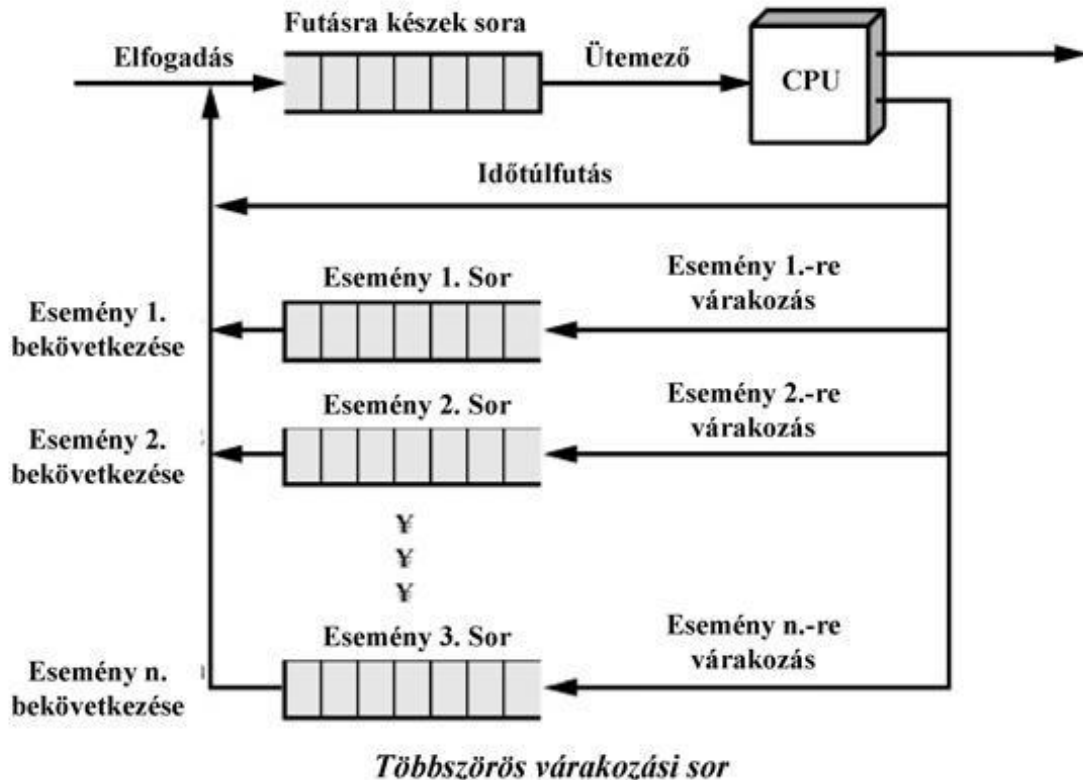 Futásra készek sora
Elfogadás
Ütemező
CPU
Időtúlfutás
Esemény 1. Sor
Esemény 1.-re
várakozás
Esemény 1.
bekövetkezése
Esemény 2. Sor
Esemény 2.-re
várakozás
Esemény 2.
bekövetkezése
¥
¥
¥
Esemény 3. Sor
Esemény n.-re
várakozás
Esemény n.
bekövetkezése
Többszörös várakozási sor